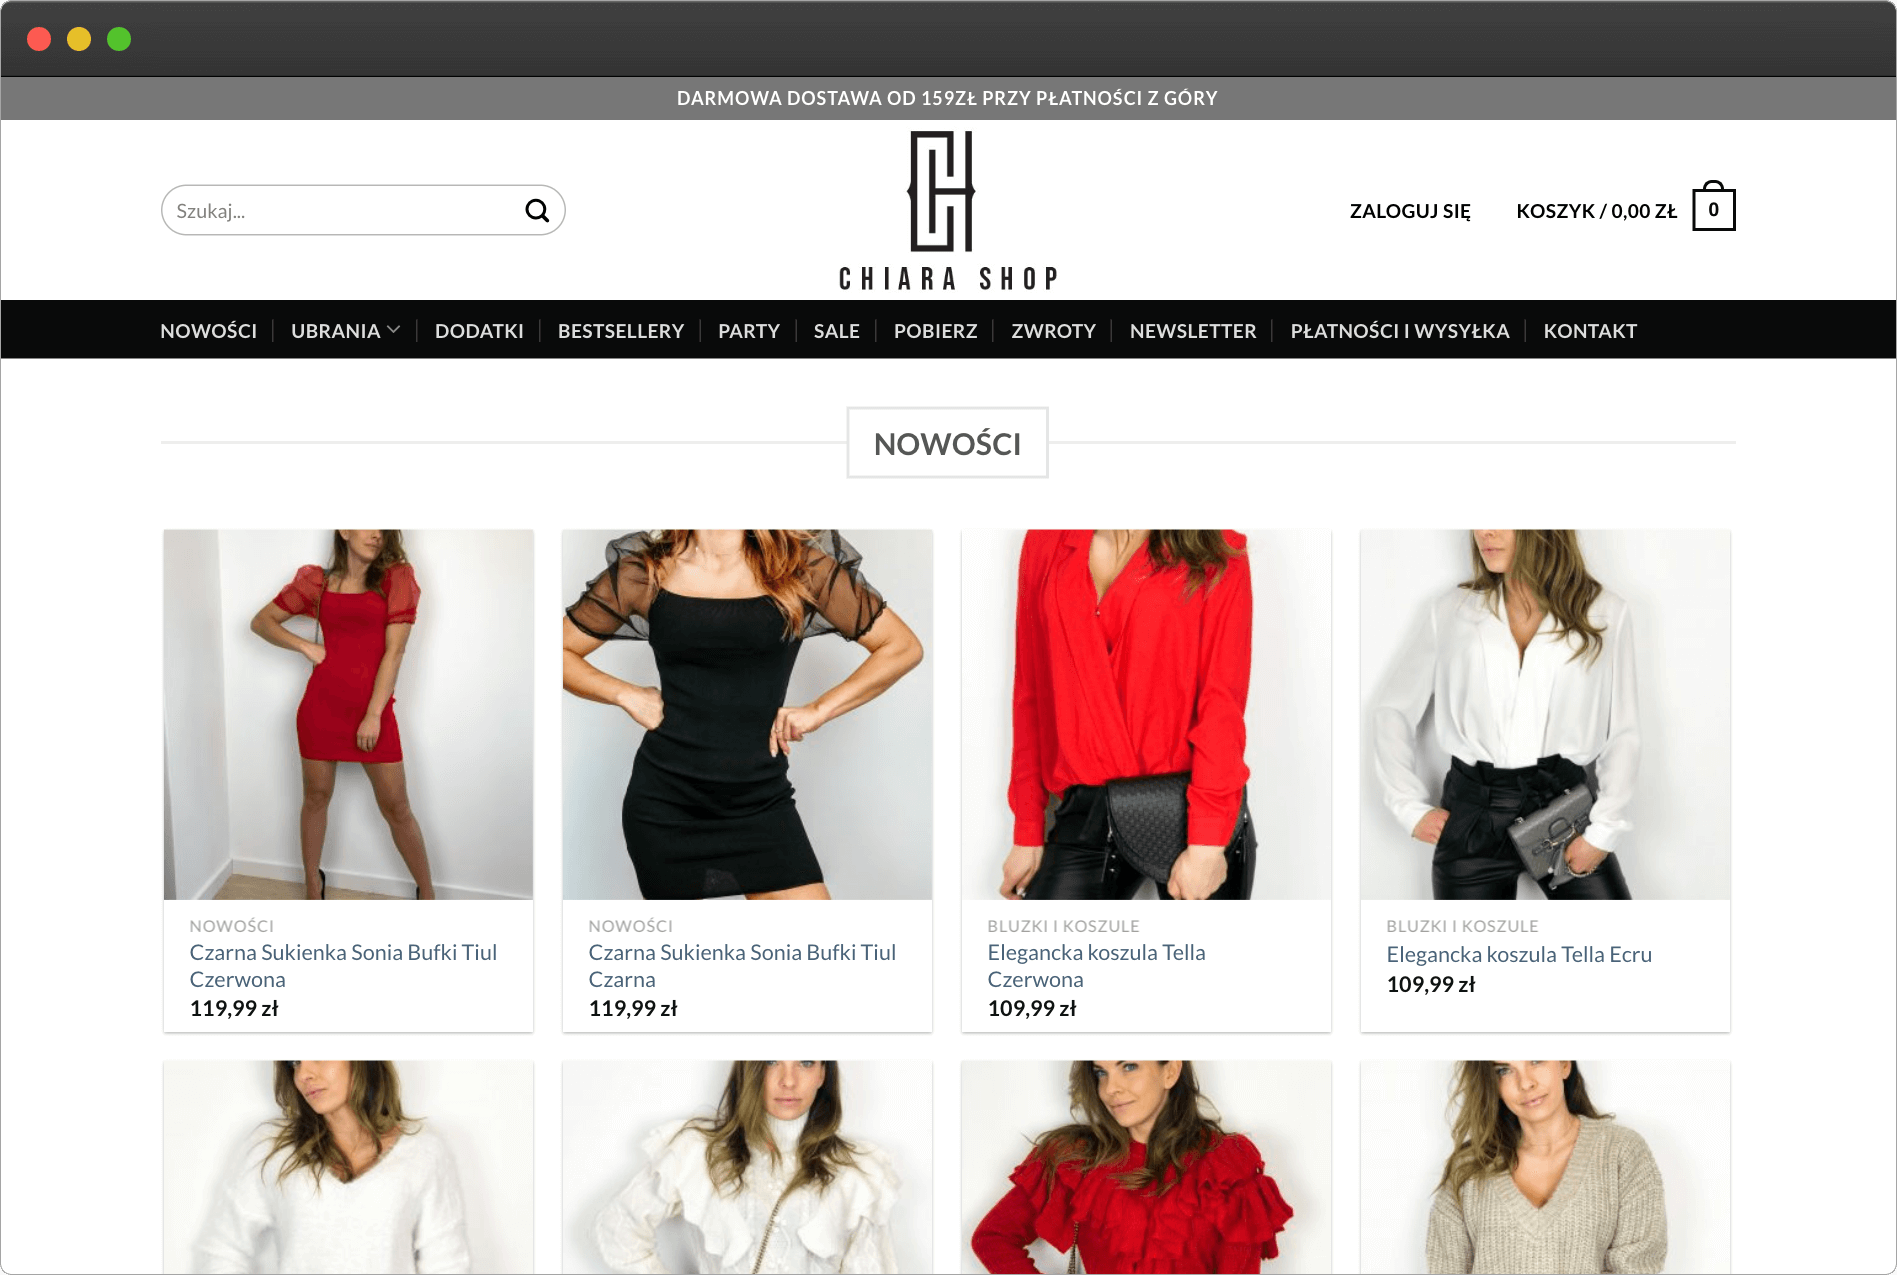 DARMOWA DOSTAWA OD 159ZŁ PRZY PŁATNOŚCI Z GÓRY
Szukaj...
CH
CHIARA SHOP
ZALOGUJ SIĘ
KOSZYK / 0,00 ZŁ
0
NOWOŚCI
UBRANIA
DODATKI
BESTSELLERY
PARTY
SALE
POBIERZ
ZWROTY
NEWSLETTER
PŁATNOŚCI I WYSYŁKA
KONTAKT
NOWOŚCI
NOWOŚCI
Czarna Sukienka Sonia Bufki Tiul
Czerwona
119,99 zł
NOWOŚCI
Czarna Sukienka Sonia Bufki Tiul
Czarna
119,99 zł
BLUZKI I KOSZULE
Elegancka koszula Tella
Czerwona
109,99 zł
BLUZKI I KOSZULE
Elegancka koszula Tella Ecru
109,99 zł